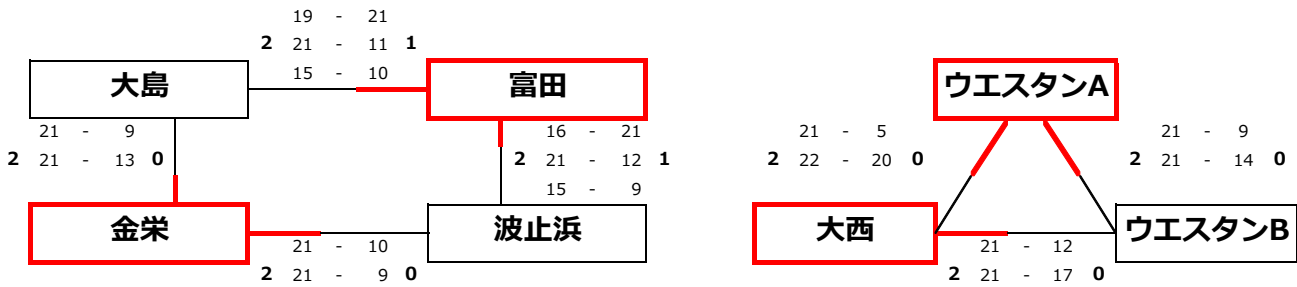 19 - 21
2 21 - 11 1
15 - 10
大島
富田
21 - 9
2 21 - 13 0
16 - 21
2 21 - 12 1
15 - 9
金栄
波止浜
21 - 10
2 21 - 9 0
ウエスタンA
21 - 5
2 22 - 20 0
21 - 9
2 21 - 14 0
大西
ウエスタンB
21 - 12
2 21 - 17 0